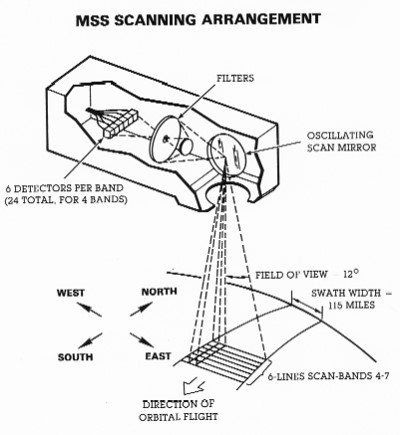 MSS SCANNING ARRANGEMENT
FILTERS
OSCILLATING
SCAN MIRROR
6 DETECTORS PER BAND
(24 TOTAL, FOR 4 BANDS)
FIELD OF VIEW — 12°
SWATH WIDTH –
115 MILES
WEST
NORTH
SOUTH
EAST
6-LINES SCAN-BANDS 4-7
DIRECTION OF
ORBITAL FLIGHT